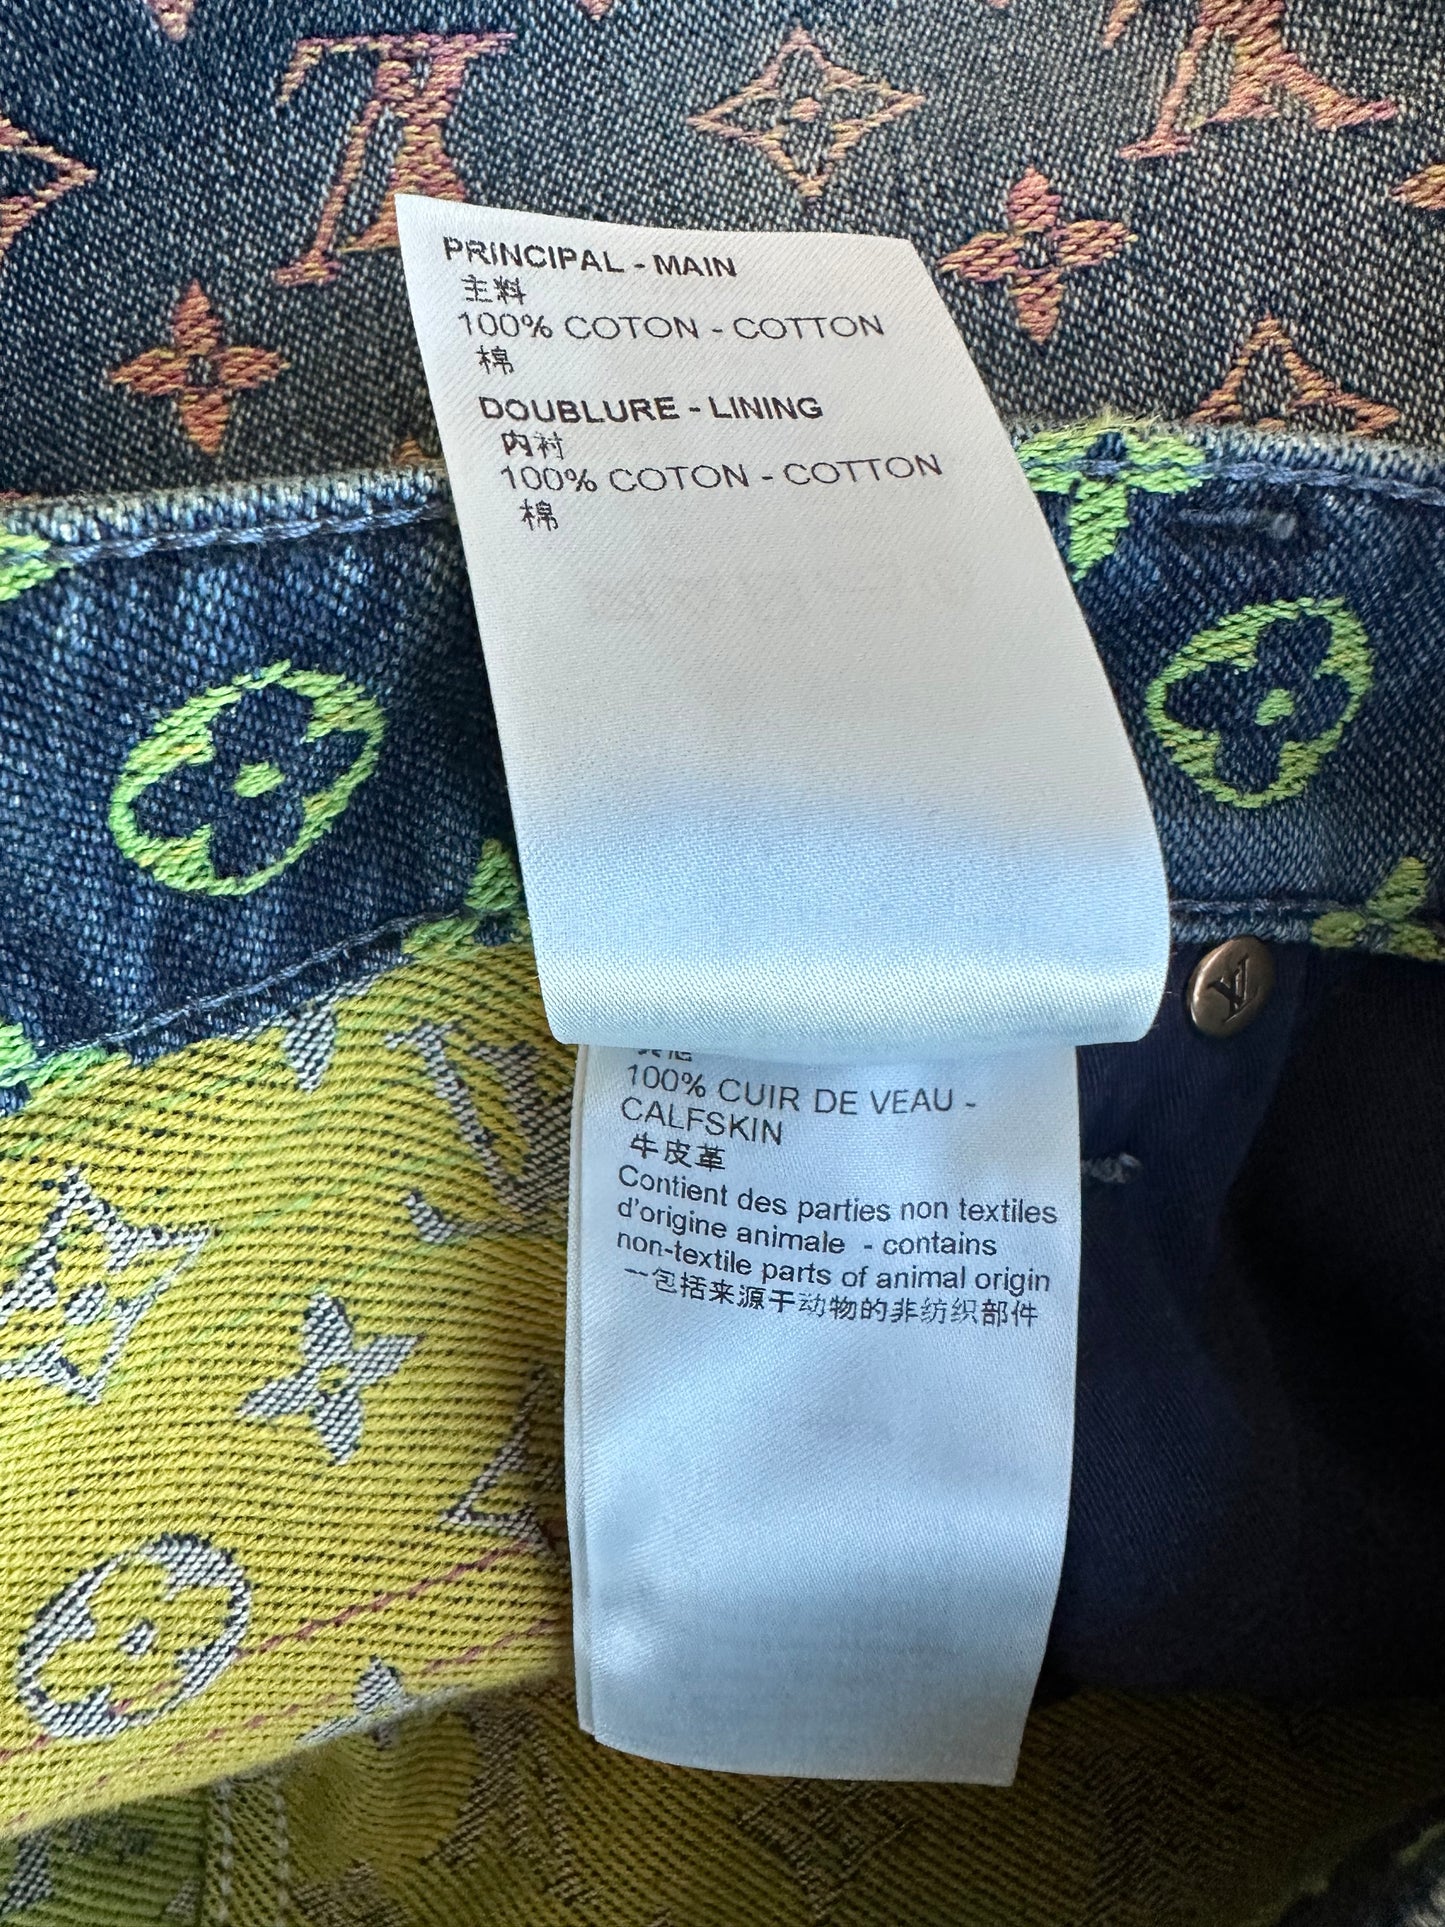 PRINCIPAL - MAIN
主料
100% COTON - COTTON
棉
DOUBLURE - LINING
内衬
100% COTON - COTTON
棉
100% CUIR DE VEAU -
CALFSKIN
牛皮革
Contient des parties non textiles
d'origine animale - contains
non-textile parts of animal origin
包括来源于动物的非纺织部件